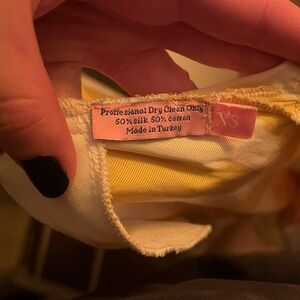 Professional Dry Clean Only
50% silk 50% cotton
Made in Turkey